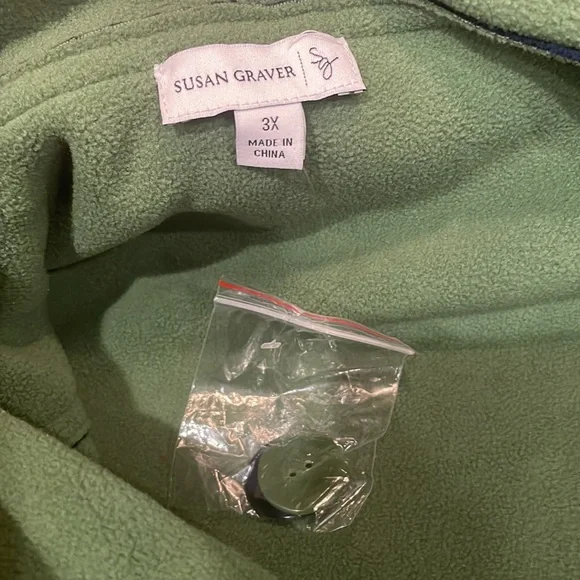 SUSAN GRAVER Sg
3X
MADE IN
CHINA